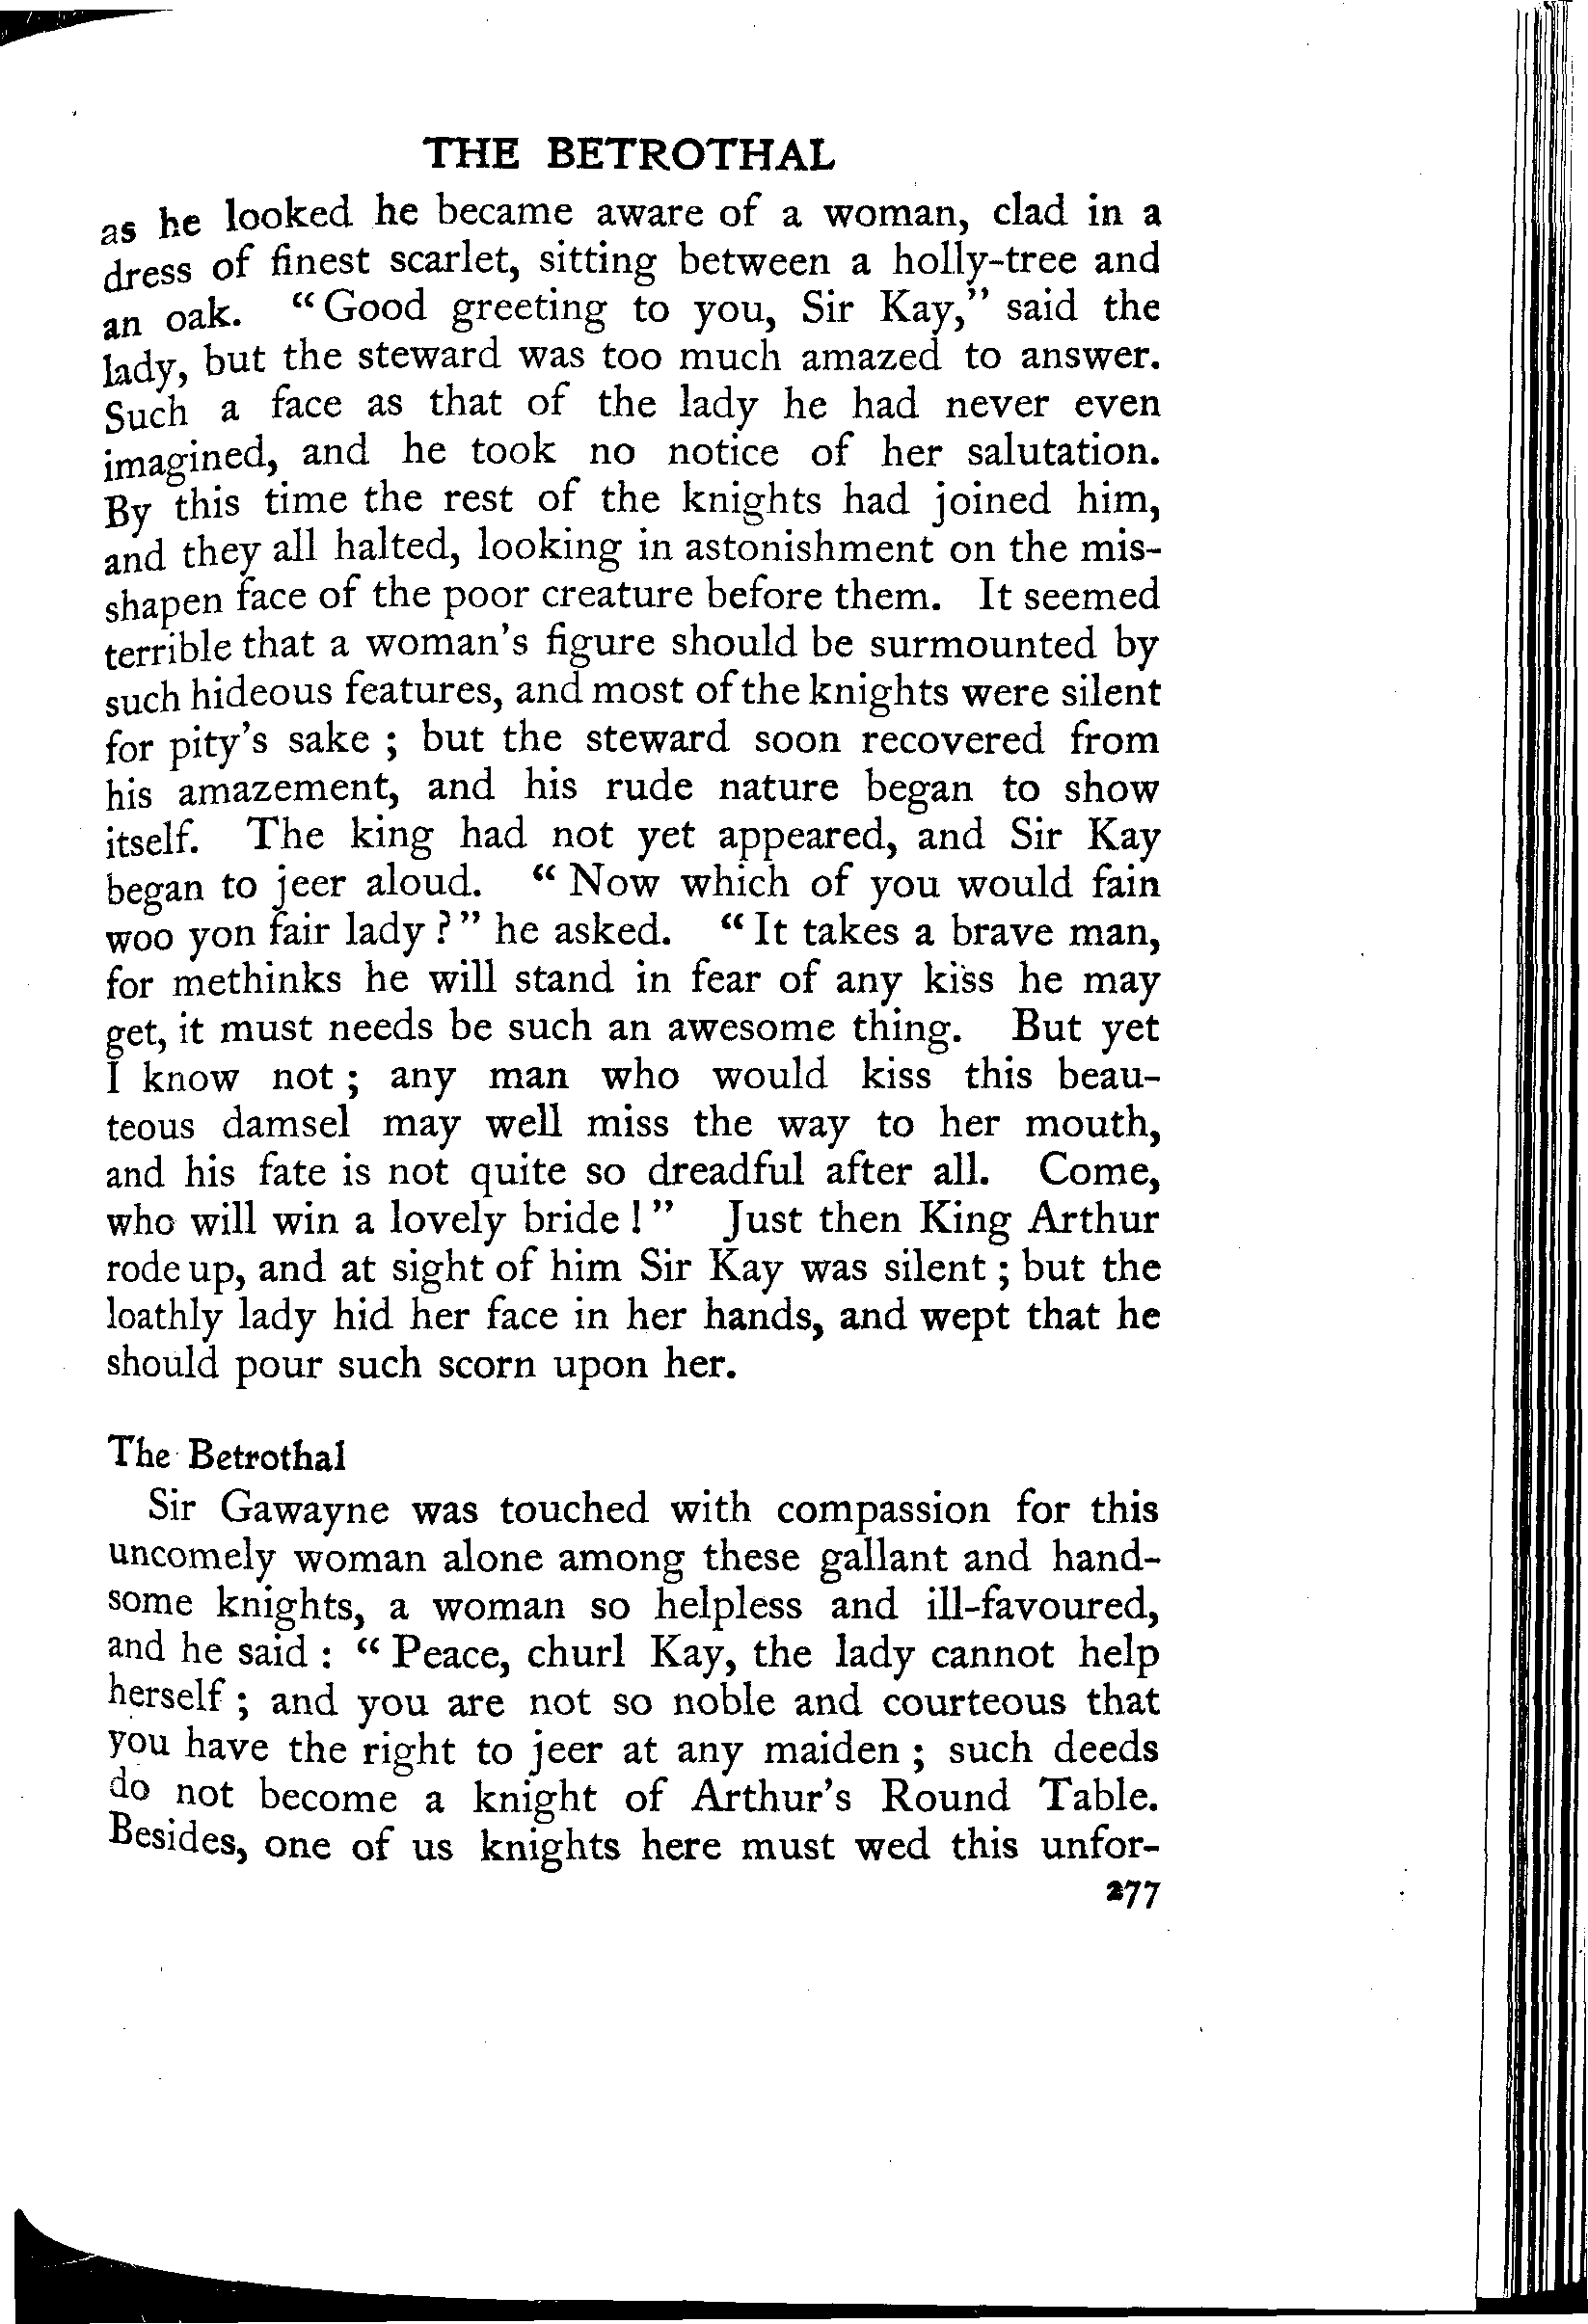 THE BETROTHAL
as he looked he became aware of a woman, clad in a
dress of finest scarlet, sitting between a holly-tree and
an oak. “Good greeting to you, Sir Kay,” said the
lady, but the steward was too much amazed to answer.
Such a face as that of the lady he had never even
imagined, and he took no notice of her salutation.
By this time the rest of the knights had joined him,
and they all halted, looking in astonishment on the mis-
shapen face of the poor creature before them. It seemed
terrible that a woman’s figure should be surmounted by
such hideous features, and most of the knights were silent
for pity’s sake ; but the steward soon recovered from
his amazement, and his rude nature began to show
itself. The king had not yet appeared, and Sir Kay
began to jeer aloud. “ Now which of you would fain
woo yon fair lady ?” he asked. “ It takes a brave man,
for methinks he will stand in fear of any kiss he may
get, it must needs be such an awesome thing. But yet
I know not ; any man who would kiss this beau-
teous damsel may well miss the way to her mouth,
and his fate is not quite so dreadful after all. Come,
who will win a lovely bride ! ” Just then King Arthur
rode up, and at sight of him Sir Kay was silent ; but the
loathly lady hid her face in her hands, and wept that he
should pour such scorn upon her.
The Betrothal
Sir Gawayne was touched with compassion for this
uncomely woman alone among these gallant and hand-
some knights, a woman so helpless and ill-favoured,
and he said : “ Peace, churl Kay, the lady cannot help
herself ; and you are not so noble and courteous that
you have the right to jeer at any maiden ; such deeds
do not become a knight of Arthur’s Round Table.
Besides, one of us knights here must wed this unfor-
277